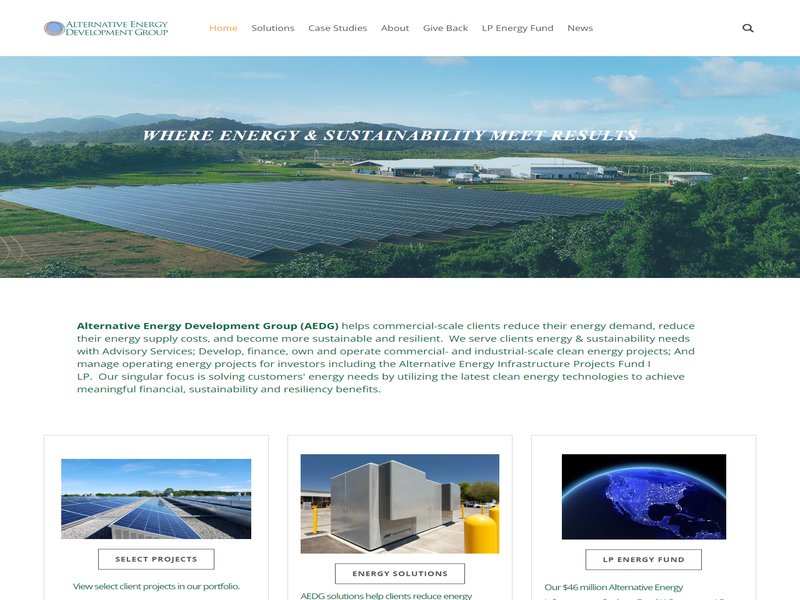 ALTERNATIVE ENERGY
DEVELOPMENT GROUP
Home Solutions Case Studies About Give Back LP Energy Fund News
WHERE ENERGY & SUSTAINABILITY MEET RESULTS
Alternative Energy Development Group (AEDG) helps commercial-scale clients reduce their energy demand, reduce
their energy supply costs, and become more sustainable and resilient.  We serve clients energy & sustainability needs
with Advisory Services; Develop, finance, own and operate commercial- and industrial-scale clean energy projects; And
manage operating energy projects for investors including the Alternative Energy Infrastructure Projects Fund I
LP.  Our singular focus is solving customers' energy needs by utilizing the latest clean energy technologies to achieve
meaningful financial, sustainability and resiliency benefits.
SELECT PROJECTS
View select client projects in our portfolio.
ENERGY SOLUTIONS
AEDG solutions help clients reduce energy
LP ENERGY FUND
Our $46 million Alternative Energy